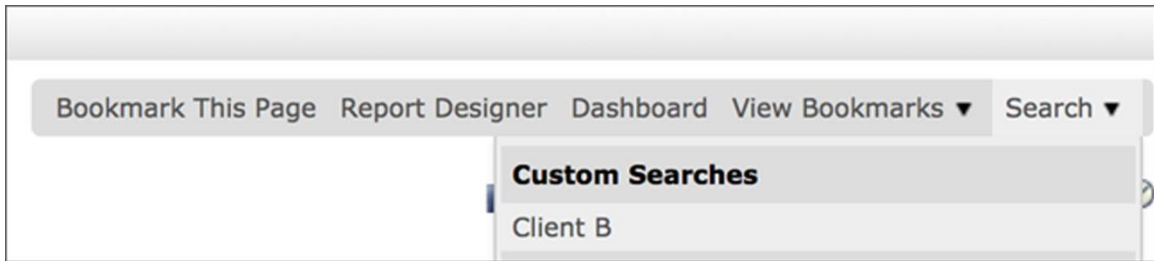 Bookmark This Page Report Designer Dashboard View Bookmarks ▼ Search ▼
Custom Searches
Client B